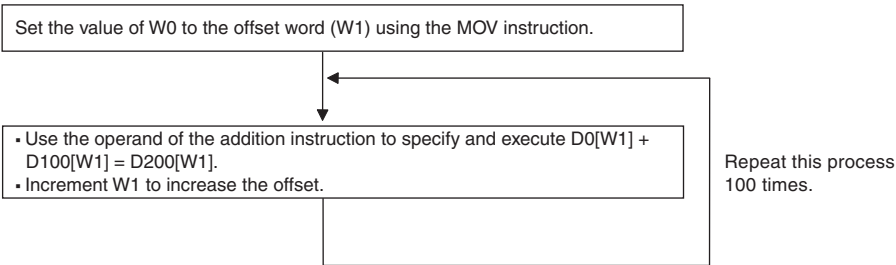 Set the value of W0 to the offset word (W1) using the MOV instruction.
▪ Use the operand of the addition instruction to specify and execute D0[W1] +
D100[W1] = D200[W1].
▪ Increment W1 to increase the offset.
Repeat this process
100 times.